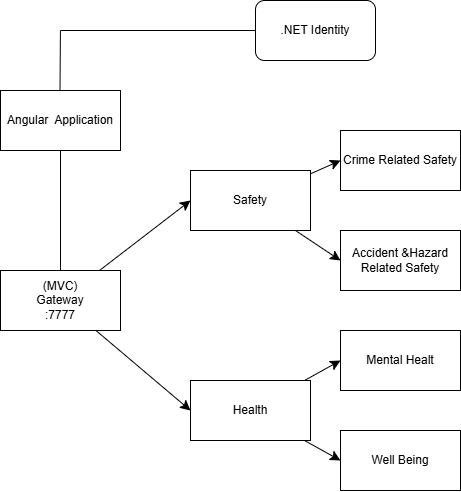 .NET Identity
Angular Application
Crime Related Safety
Safety
Accident &Hazard
Related Safety
(MVC)
Gateway
:7777
Mental Healt
Health
Well Being